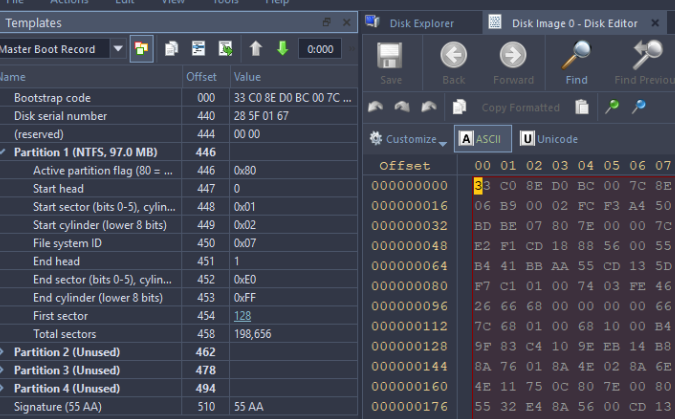 File Actions Edit View Tools Help
Templates
Master Boot Record
0:000
Name Offset Value
Bootstrap code 000 33 C0 8E D0 BC 00 7C ...
Disk serial number 440 28 5F 01 67
(reserved) 444 00 00
Partition 1 (NTFS, 97.0 MB) 446
Active partition flag (80 = ... 446 0x80
Start head 447 0
Start sector (bits 0-5), cylin... 448 0x01
Start cylinder (lower 8 bits) 449 0x02
File system ID 450 0x07
End head 451 1
End sector (bits 0-5), cylin... 452 0xE0
End cylinder (lower 8 bits) 453 0xFF
First sector 454 128
Total sectors 458 198,656
Partition 2 (Unused) 462
Partition 3 (Unused) 478
Partition 4 (Unused) 494
Signature (55 AA) 510 55 AA
Disk Explorer
Disk Image 0 - Disk Editor
Save Back Forward Find Find Previou
Copy Formatted
Customize A ASCII U Unicode
Offset 00 01 02 03 04 05 06 07
000000000 33 C0 8E D0 BC 00 7C 8E
000000016 06 B9 00 02 FC F3 A4 50
000000032 BD BE 07 80 7E 00 00 7C
000000048 E2 F1 CD 18 88 56 00 55
000000064 B4 41 BB AA 55 CD 13 5D
000000080 F7 C1 01 00 74 03 FE 46
000000096 26 66 68 00 00 00 00 66
000000112 7C 68 01 00 68 10 00 B4
000000128 9F 83 C4 10 9E EB 14 B8
000000144 8A 76 01 8A 4E 02 8A 6E
000000160 4E 11 75 0C 80 7E 00 80
000000176 55 32 E4 8A 56 00 CD 13